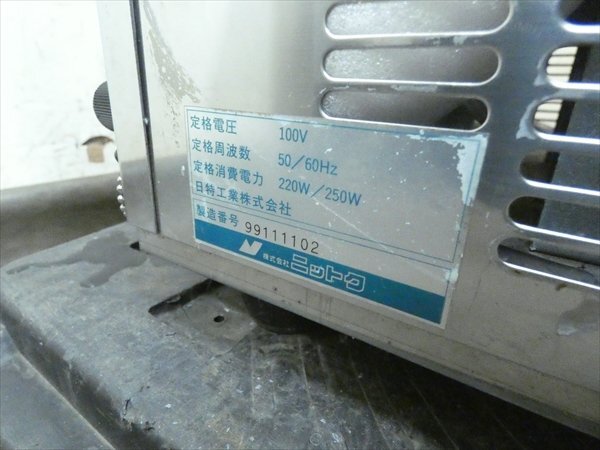 定格電圧 100V
定格周波数 50/60Hz
定格消費電力 220W/250W
日特工業株式会社
製造番号 99111102
株式会社 ニットク